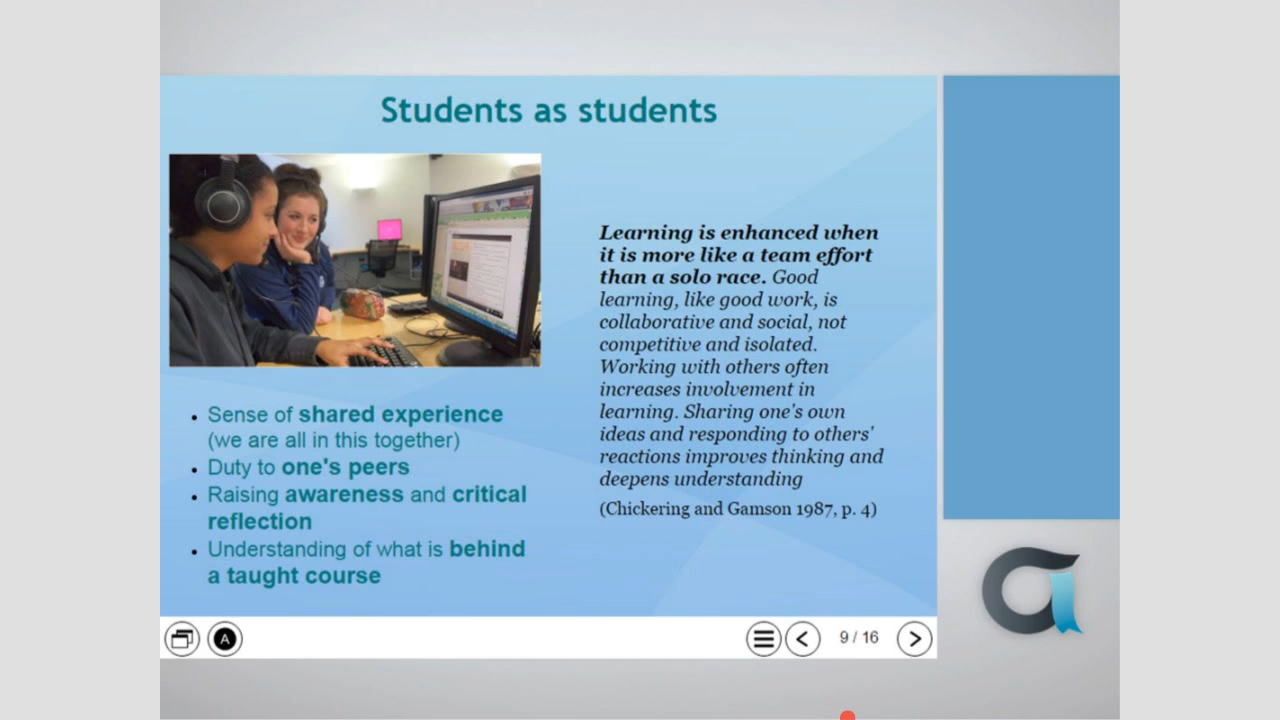 Students as students
Sense of shared experience
(we are all in this together)
Duty to one's peers
Raising awareness and critical
reflection
Understanding of what is behind
a taught course
Learning is enhanced when
it is more like a team effort
than a solo race. Good
learning, like good work, is
collaborative and social, not
competitive and isolated.
Working with others often
increases involvement in
learning. Sharing one's own
ideas and responding to others'
reactions improves thinking and
deepens understanding
(Chickering and Gamson 1987, p. 4)
A
9 / 16